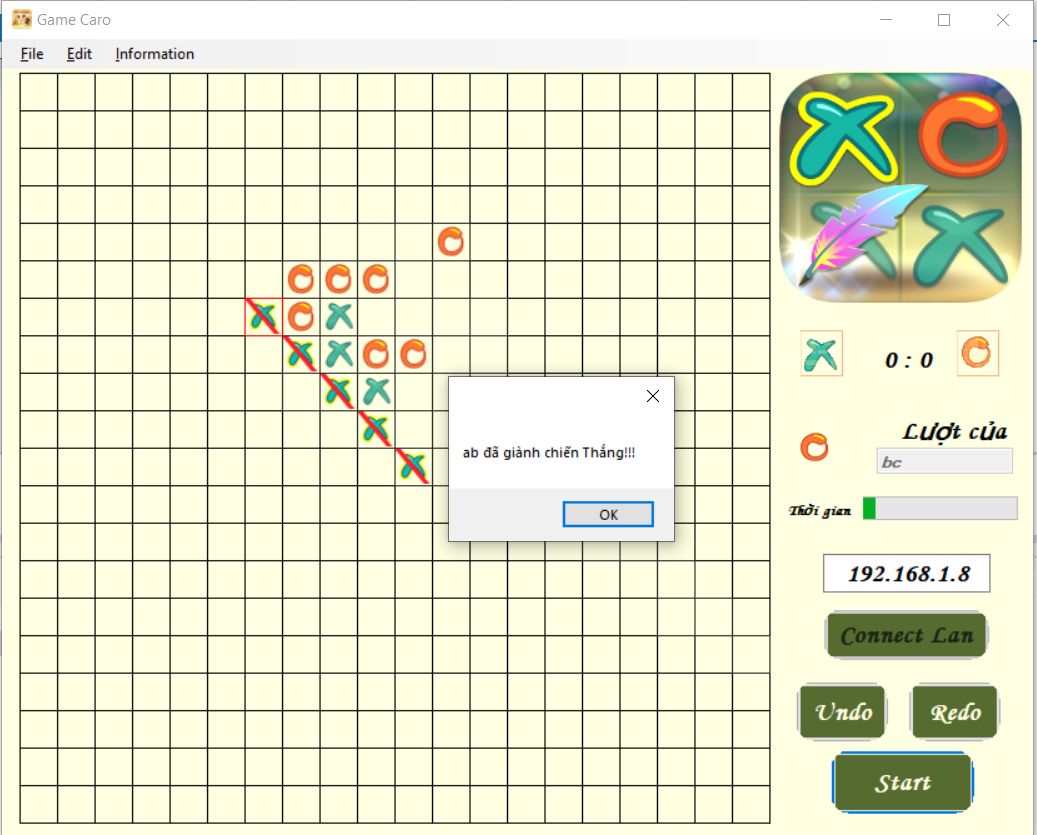 Game Caro
File Edit Information
0 : 0
Lượt của
bc
Thời gian
ab đã giành chiến Thắng!!!
OK
192.168.1.8
Connect Lan
Undo Redo
Start